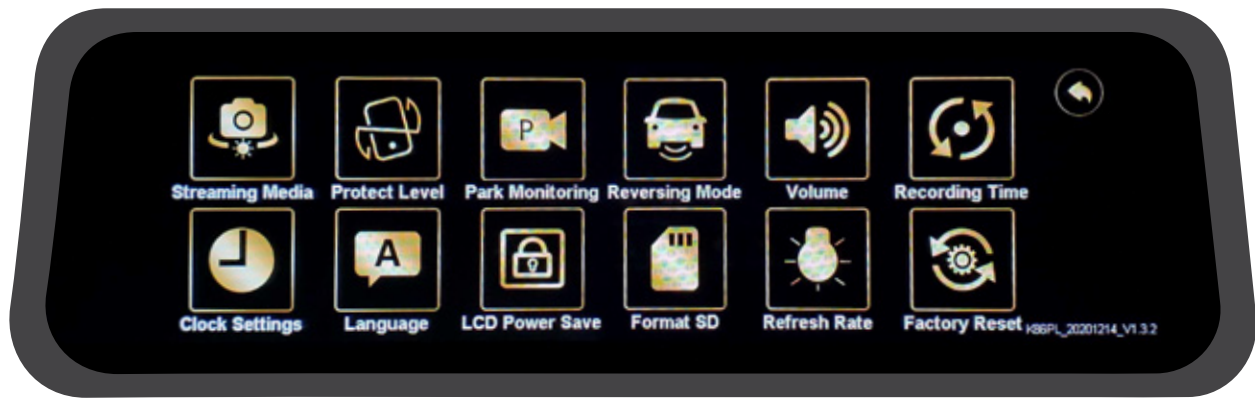 P
Streaming Media Protect Level Park Monitoring Reversing Mode Volume Recording Time
A
Clock Settings Language LCD Power Save Format SD Refresh Rate Factory Reset K86PL_20201214_V1.3.2